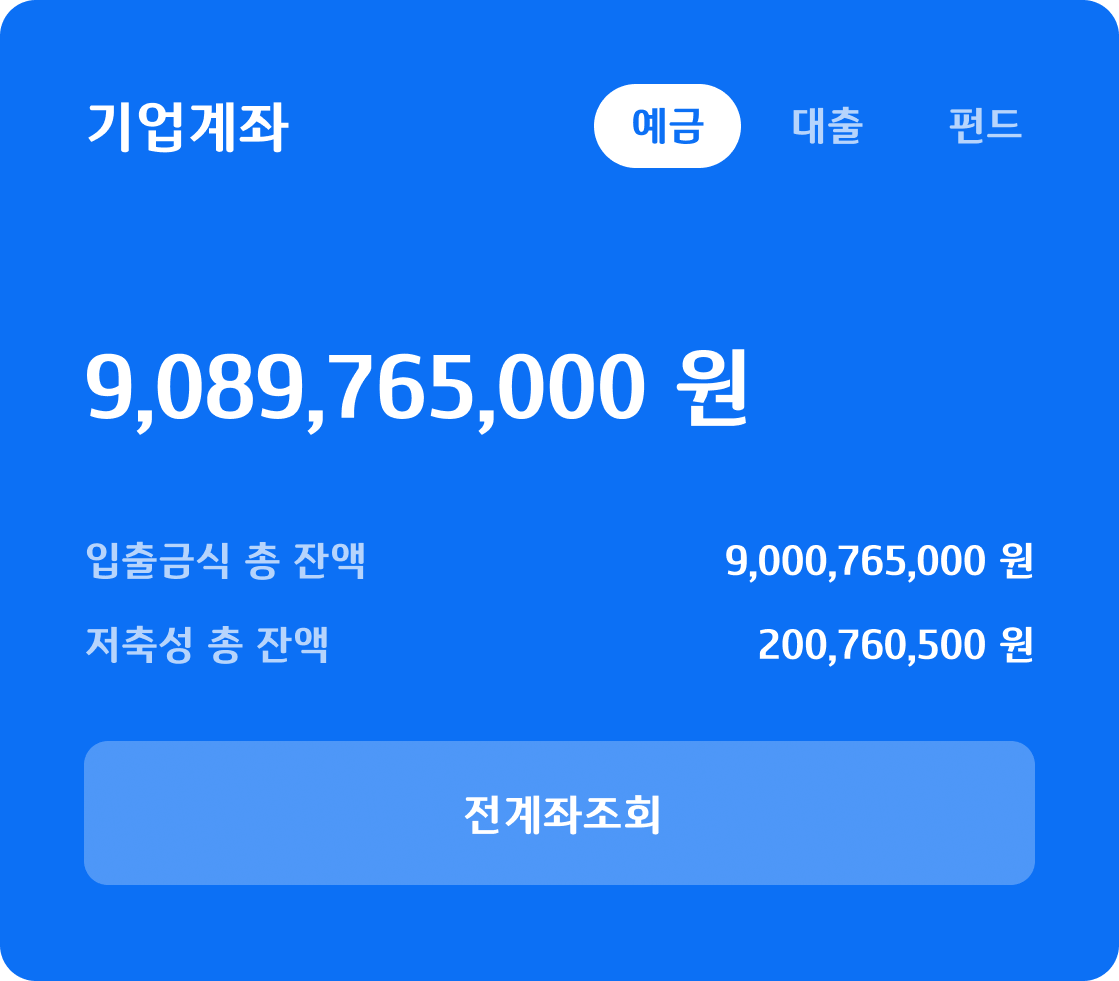 기업계좌 예금 대출 펀드
9,089,765,000 원
입출금식 총 잔액 9,000,765,000 원
저축성 총 잔액 200,760,500 원
전계좌조회